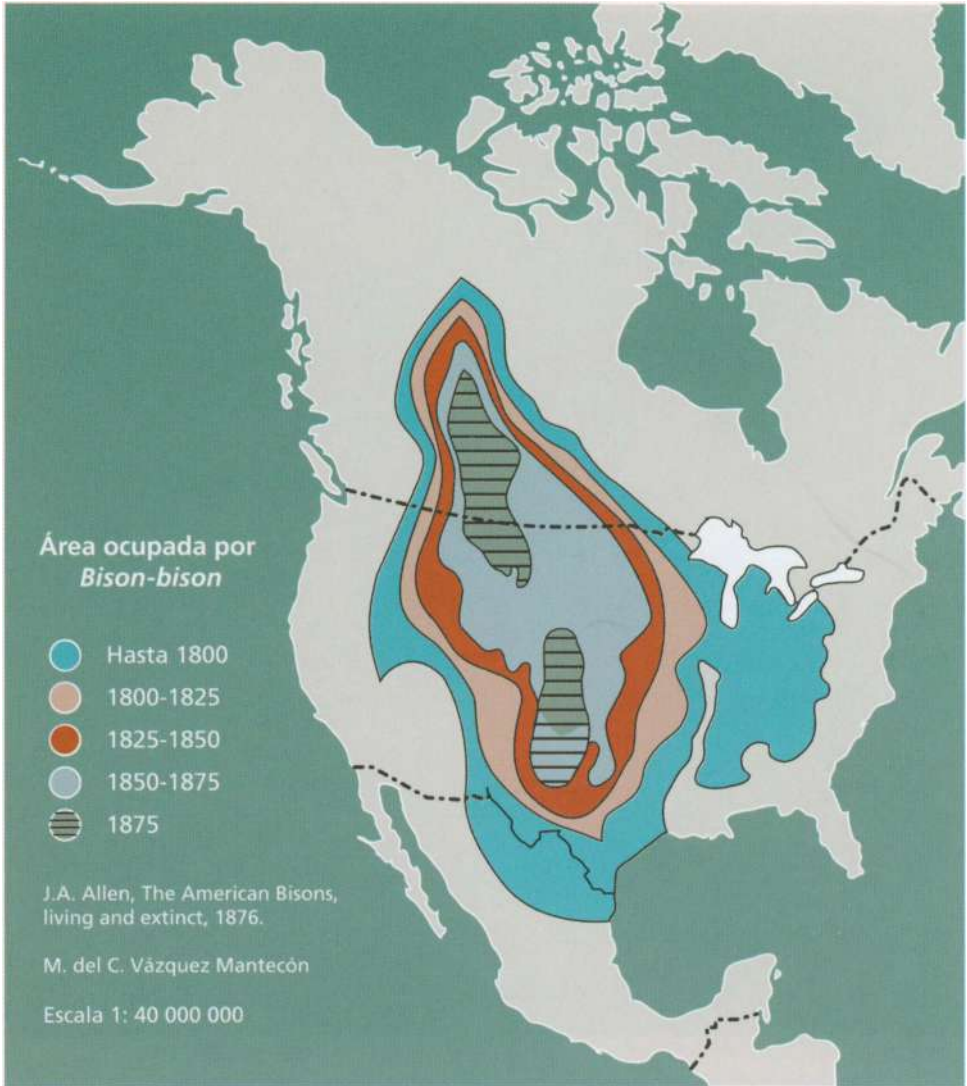 Área ocupada por
Bison-bison
Hasta 1800
1800-1825
1825-1850
1850-1875
1875
J.A. Allen, The American Bisons,
living and extinct, 1876.
M. del C. Vázquez Mantecón
Escala 1: 40 000 000